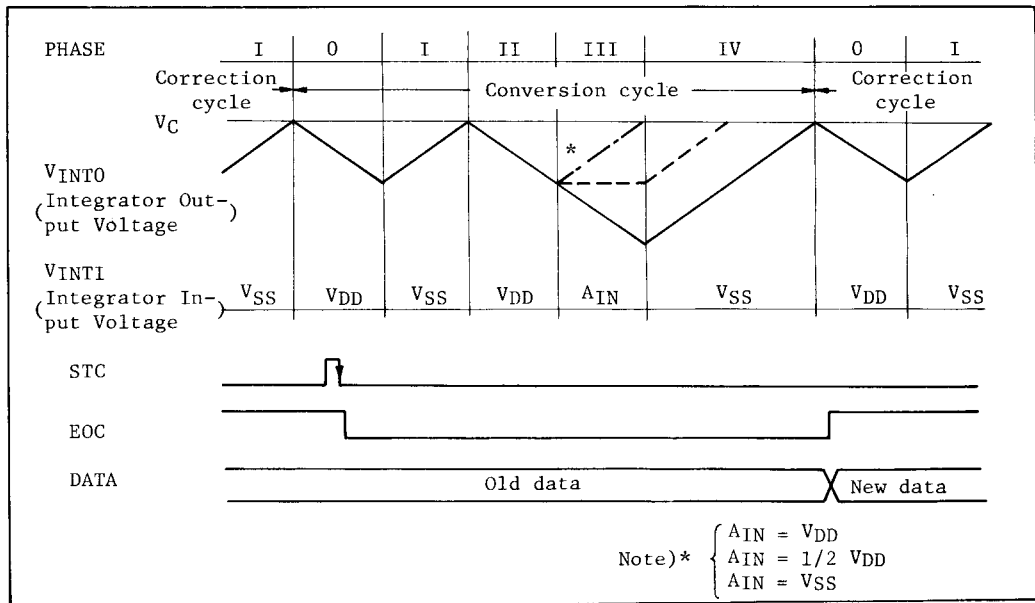 PHASE I O I II III IV O I
Correction cycle Conversion cycle Correction cycle
VC
*
VINTO
(Integrator Out-
put Voltage)
VINTI
(Integrator In-
put Voltage)
VSS VDD VSS VDD AIN VSS VDD VSS
STC
EOC
DATA Old data New data
Note)* { AIN = VDD
AIN = 1/2 VDD
AIN = VSS